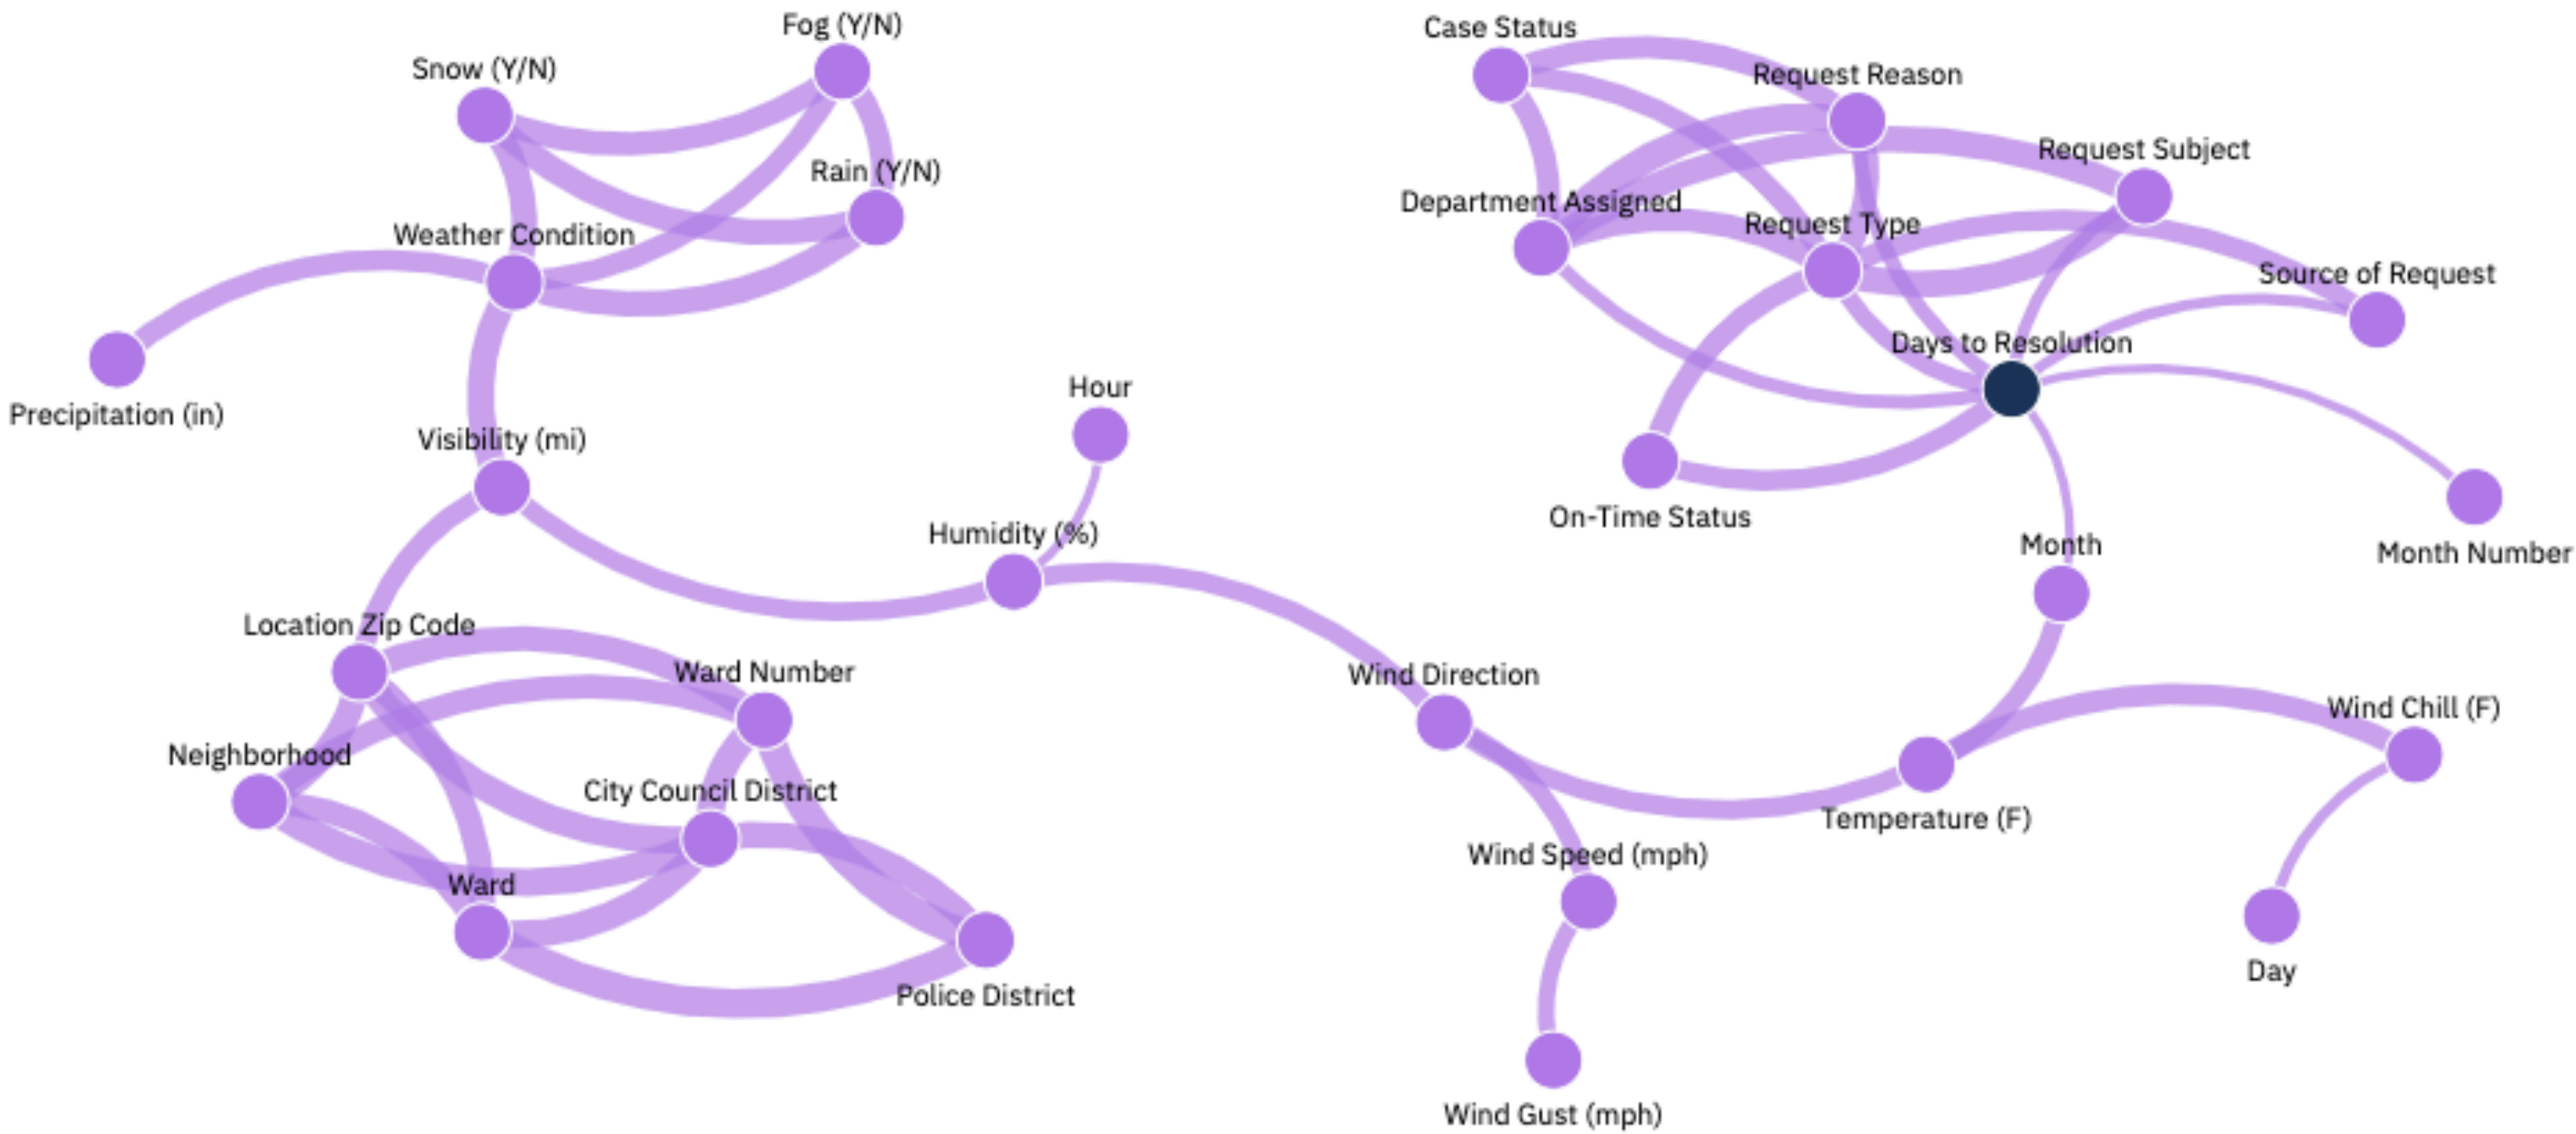 Fog (Y/N)
Case Status
Snow (Y/N)
Request Reason
Request Subject
Rain (Y/N)
Department Assigned
Request Type
Weather Condition
Source of Request
Days to Resolution
Hour
Precipitation (in)
Visibility (mi)
On-Time Status
Humidity (%)
Month
Month Number
Location Zip Code
Ward Number
Wind Direction
Wind Chill (F)
Neighborhood
City Council District
Temperature (F)
Wind Speed (mph)
Ward
Day
Police District
Wind Gust (mph)